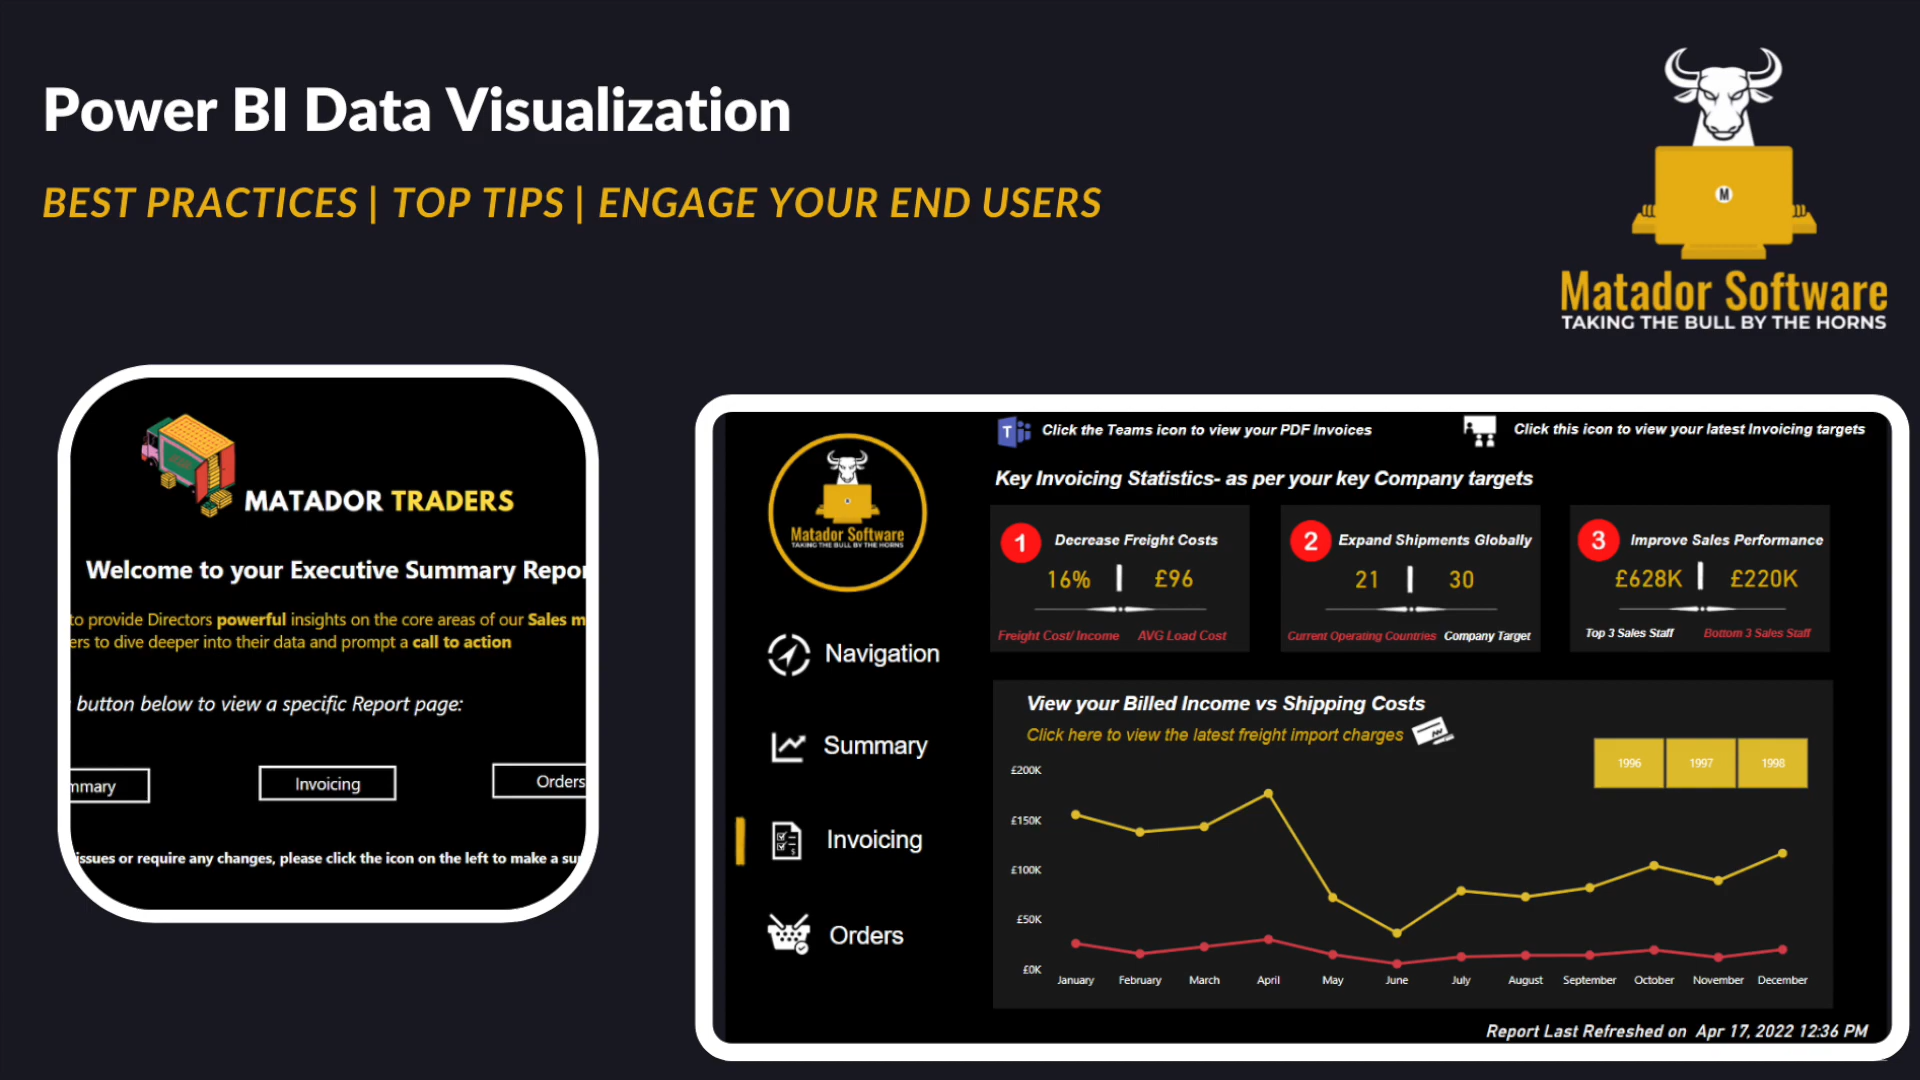 Power BI Data Visualization
BEST PRACTICES | TOP TIPS | ENGAGE YOUR END USERS
M
Matador Software
TAKING THE BULL BY THE HORNS
MATADOR TRADERS
Welcome to your Executive Summary Repor
to provide Directors powerful insights on the core areas of our Sales m
ers to dive deeper into their data and prompt a call to action
button below to view a specific Report page:
mmary
Invoicing
Orders
issues or require any changes, please click the icon on the left to make a su
Matador Software
TAKING THE BULL BY THE HORNS
Navigation
Summary
Invoicing
Orders
T Click the Teams icon to view your PDF Invoices
Click this icon to view your latest Invoicing targets
Key Invoicing Statistics- as per your key Company targets
1 Decrease Freight Costs
16% | £96
Freight Cost/ Income AVG Load Cost
2 Expand Shipments Globally
21 | 30
Current Operating Countries Company Target
3 Improve Sales Performance
£628K | £220K
Top 3 Sales Staff Bottom 3 Sales Staff
View your Billed Income vs Shipping Costs
Click here to view the latest freight import charges
1996 1997 1998
£200K
£150K
£100K
£50K
£0K
January February March April May June July August September October November December
Report Last Refreshed on Apr 17, 2022 12:36 PM